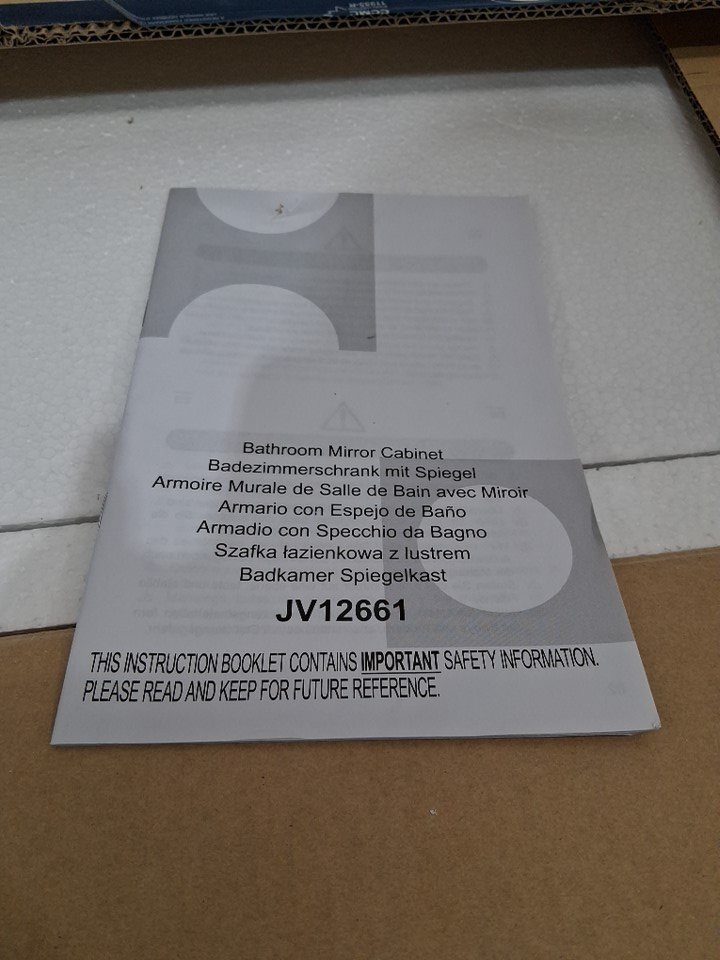 Bathroom Mirror Cabinet
Badezimmerschrank mit Spiegel
Armoire Murale de Salle de Bain avec Miroir
Armario con Espejo de Baño
Armadio con Specchio da Bagno
Szafka łazienkowa z lustrem
Badkamer Spiegelkast
JV12661
THIS INSTRUCTION BOOKLET CONTAINS IMPORTANT SAFETY INFORMATION.
PLEASE READ AND KEEP FOR FUTURE REFERENCE.